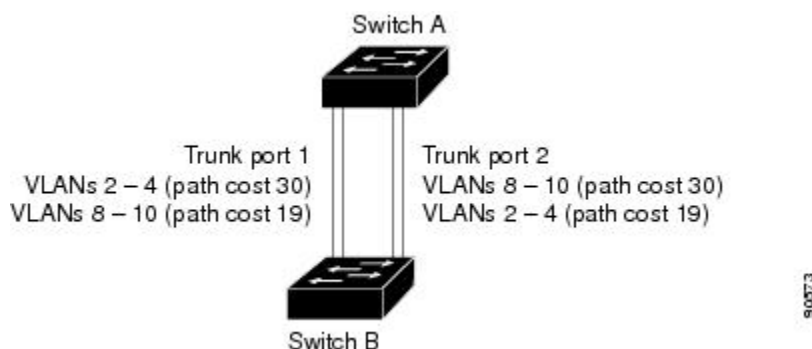 Switch A
Trunk port 1
VLANs 2 – 4 (path cost 30)
VLANs 8 – 10 (path cost 19)
Trunk port 2
VLANs 8 – 10 (path cost 30)
VLANs 2 – 4 (path cost 19)
Switch B
90573